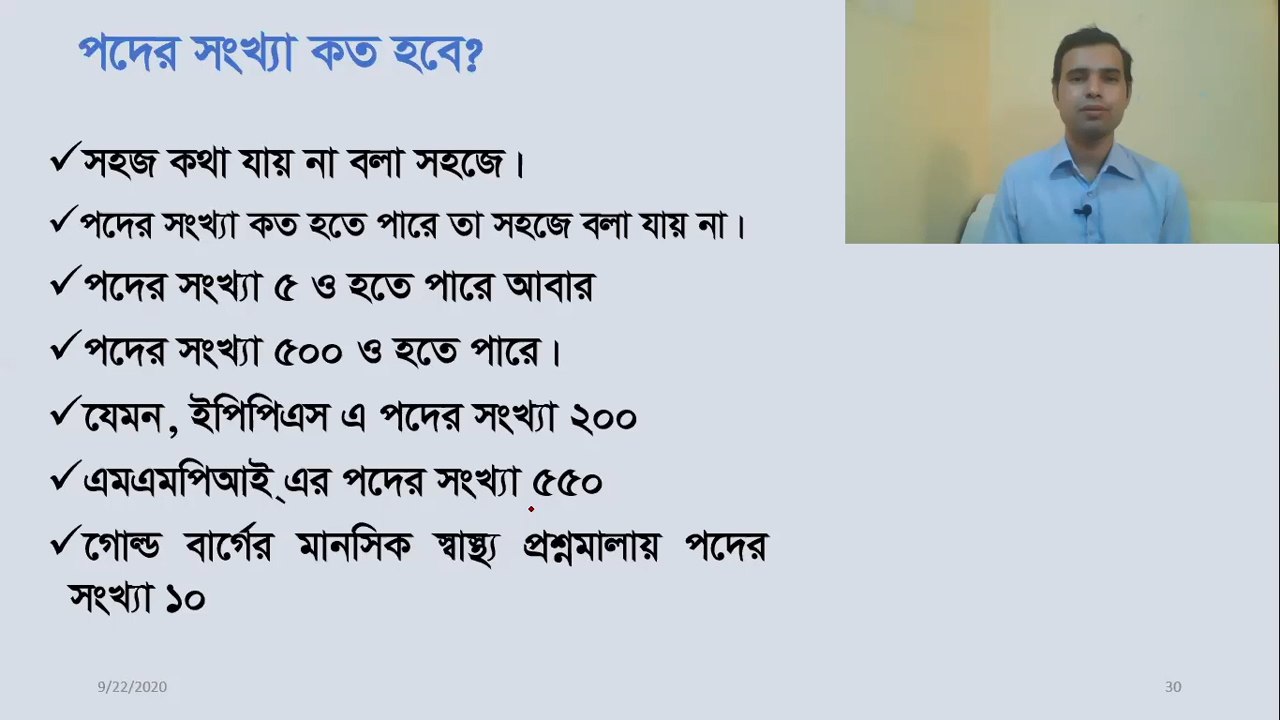 পদের সংখ্যা কত হবে?
✓সহজ কথা যায় না বলা সহজে।
✓পদের সংখ্যা কত হতে পারে তা সহজে বলা যায় না।
✓পদের সংখ্যা ৫ ও হতে পারে আবার
✓পদের সংখ্যা ৫০০ ও হতে পারে।
✓যেমন, ইপিপিএস এ পদের সংখ্যা ২০০
✓এমএমপিআই্এর পদের সংখ্যা ৫৫০
✓গোল্ড বার্গের মানসিক স্বাস্থ্য প্রশ্নমালায় পদের
সংখ্যা ১০
9/22/2020
30